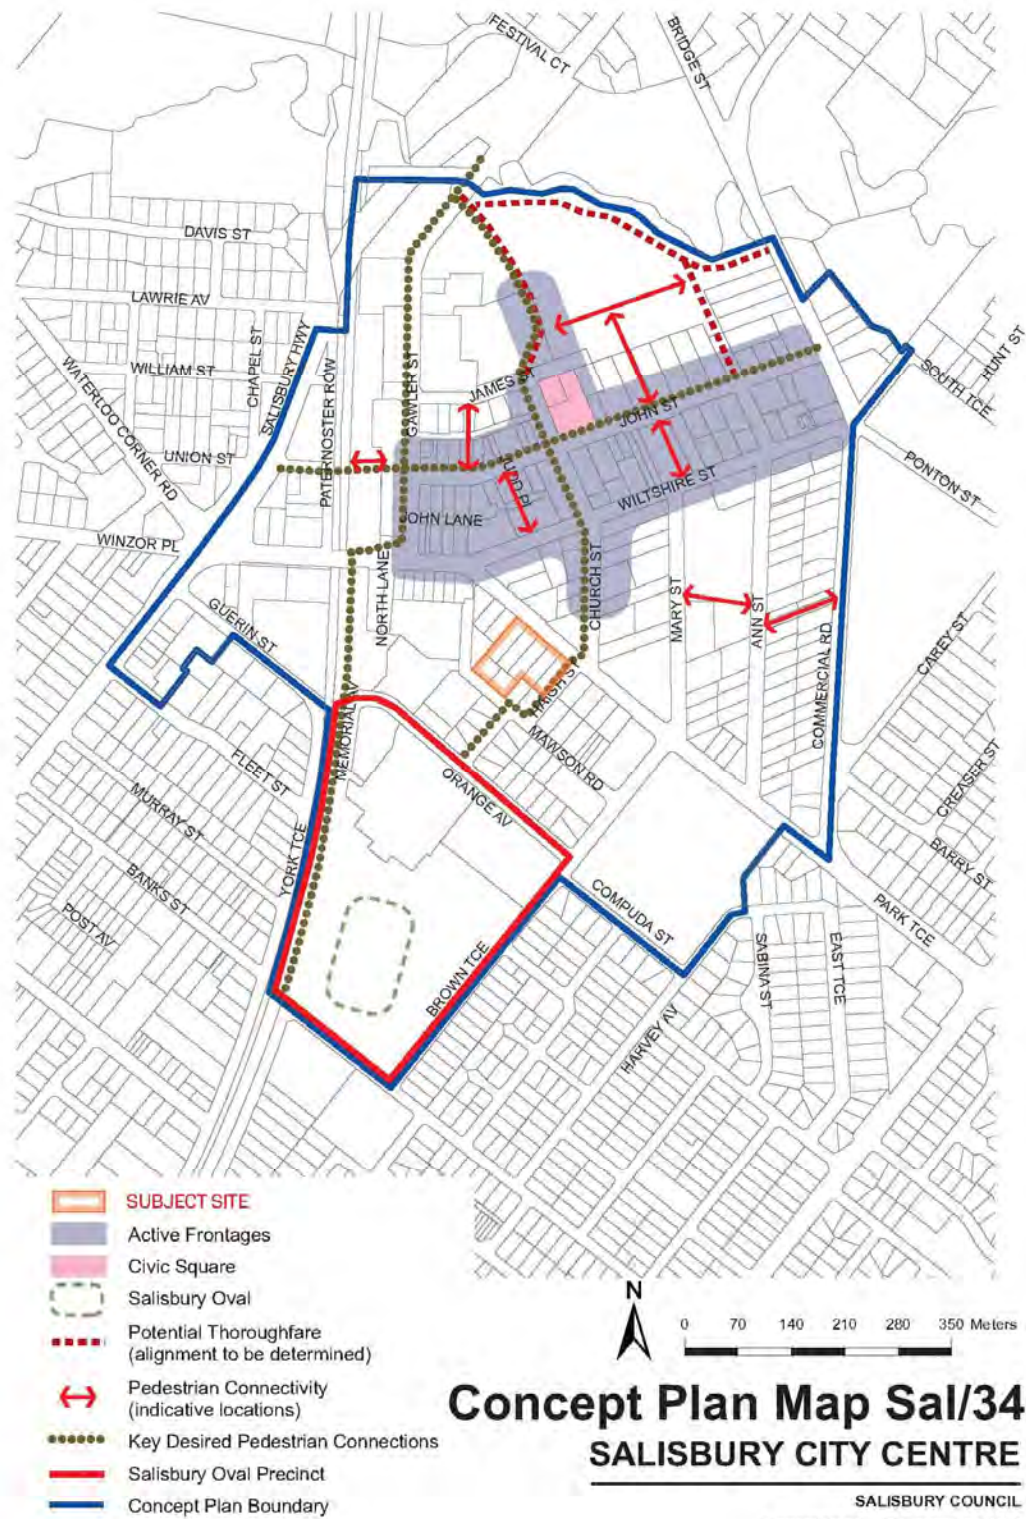 FESTIVAL CT
BRIDGE ST
DAVIS ST
LAWRIE AV
CHAPEL ST
SALISBURY HWY
WILLIAM ST
WATERLOO CORNER RD
UNION ST
PATERNOSTER ROW
GAWLER ST
JAMES
JOHN ST
HUNT ST
SOUTH TCE
PONTON ST
WILTSHIRE ST
JOHN LANE
WINZOR PL
NORTH LANE
CHURCH ST
MARY ST
ANN ST
COMMERCIAL RD
CAREY ST
GUERIN ST
MEMORIAL AV
MAWSON RD
ORANGE AV
FLEET ST
MURRAY ST
BANKS ST
POST AV
YORK TCE
CREASER ST
BARRY ST
PARK TCE
COMPUDA ST
BROWN TCE
SABINA ST
EAST TCE
HARVEY AV
SUBJECT SITE
Active Frontages
Civic Square
Salisbury Oval
Potential Thoroughfare
(alignment to be determined)
Pedestrian Connectivity
(indicative locations)
Key Desired Pedestrian Connections
Salisbury Oval Precinct
Concept Plan Boundary
N
0 70 140 210 280 350 Meters
Concept Plan Map Sal/34
SALISBURY CITY CENTRE
SALISBURY COUNCIL